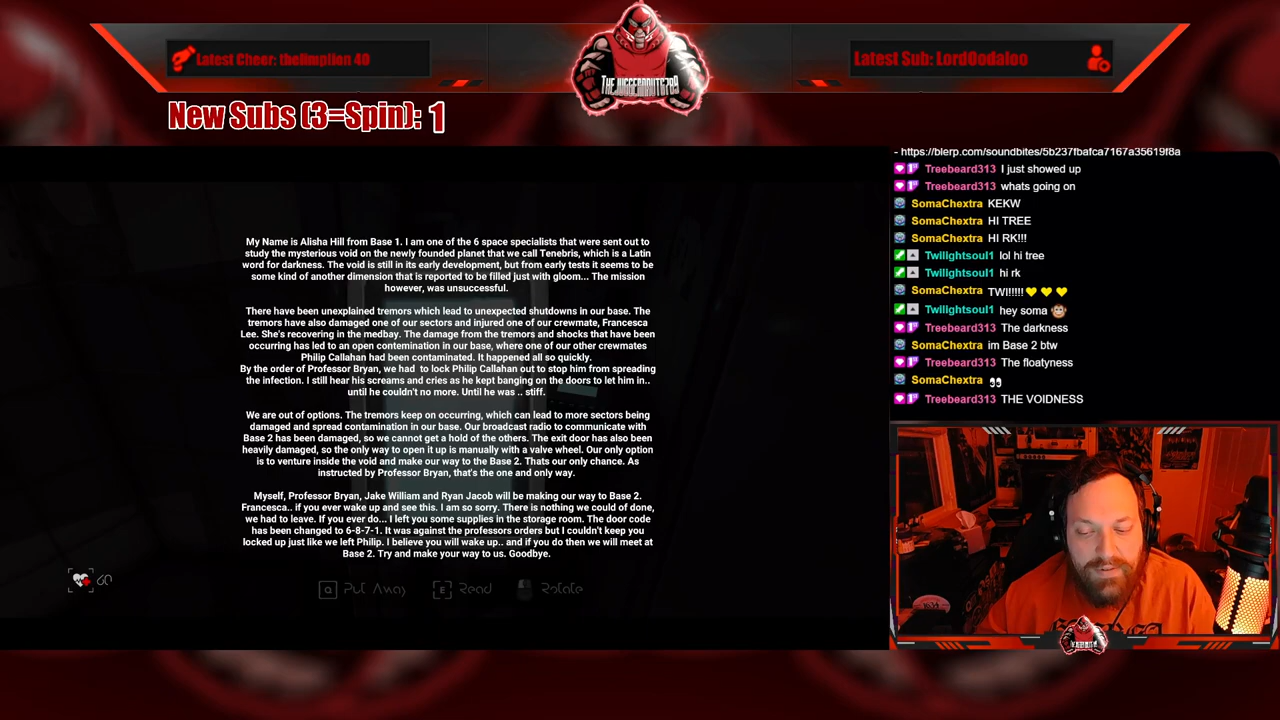 Latest Cheer: thelimplion 40
THEJUGGERNAUT6789
Latest Sub: LordOodaloo
New Subs (3=Spin): 1
My Name is Alisha Hill from Base 1. I am one of the 6 space specialists that were sent out to
study the mysterious void on the newly founded planet that we call Tenebris, which is a Latin
word for darkness. The void is still in its early development, but from early tests it seems to be
some kind of another dimension that is reported to be filled just with gloom... The mission
however, was unsuccessful.
There have been unexplained tremors which lead to unexpected shutdowns in our base. The
tremors have also damaged one of our sectors and injured one of our crewmate, Francesca
Lee. She's recovering in the medbay. The damage from the tremors and shocks that have been
occurring has led to an open contemination in our base, where one of our other crewmates
Philip Callahan had been contaminated. It happened all so quickly.
By the order of Professor Bryan, we had to lock Philip Callahan out to stop him from spreading
the infection. I still hear his screams and cries as he kept banging on the doors to let him in..
until he couldn't no more. Until he was .. stiff.
We are out of options. The tremors keep on occurring, which can lead to more sectors being
damaged and spread contamination in our base. Our broadcast radio to communicate with
Base 2 has been damaged, so we cannot get a hold of the others. The exit door has also been
heavily damaged, so the only way to open it up is manually with a valve wheel. Our only option
is to venture inside the void and make our way to the Base 2. Thats our only chance. As
instructed by Professor Bryan, that's the one and only way.
Myself, Professor Bryan, Jake William and Ryan Jacob will be making our way to Base 2.
Francesca.. if you ever wake up and see this. I am so sorry. There is nothing we could of done,
we had to leave. If you ever do... I left you some supplies in the storage room. The door code
has been changed to 6-8-7-1. It was against the professors orders but I couldn't keep you
locked up just like we left Philip. I believe you will wake up.. and if you do then we will meet at
Base 2. Try and make your way to us. Goodbye.
60
Q Put Away E Read Rotate
- https://blerp.com/soundbites/5b237fbafca7167a35619f8a
Treebeard313 I just showed up
Treebeard313 whats going on
SomaChextra KEKW
SomaChextra HI TREE
SomaChextra HI RK!!!
Twilightsoul1 lol hi tree
Twilightsoul1 hi rk
SomaChextra TWI!!!!!
Twilightsoul1 hey soma
Treebeard313 The darkness
SomaChextra im Base 2 btw
Treebeard313 The floatyness
SomaChextra
Treebeard313 THE VOIDNESS